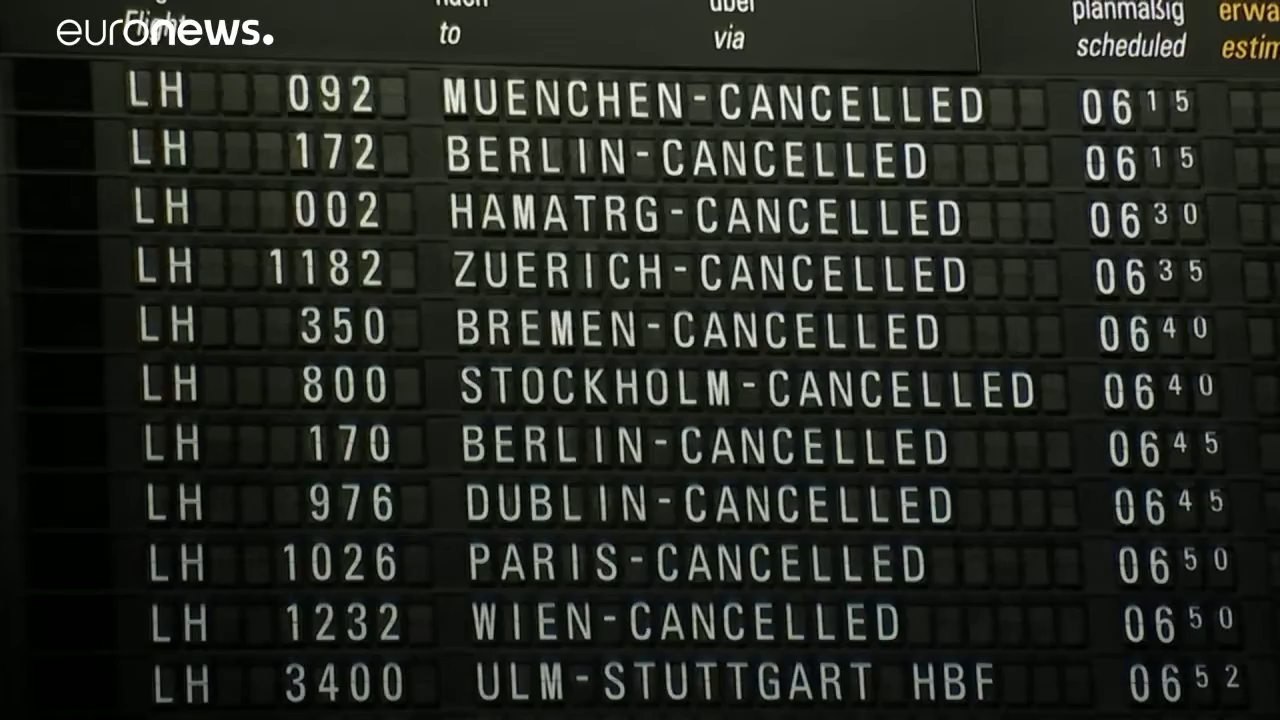 euronews.
Flight nach über planmäßig erwa
to via scheduled estim
LH 092 MUENCHEN-CANCELLED 06 15
LH 172 BERLIN-CANCELLED 06 15
LH 002 HAMATRG-CANCELLED 06 30
LH 1182 ZUERICH-CANCELLED 06 35
LH 350 BREMEN-CANCELLED 06 40
LH 800 STOCKHOLM-CANCELLED 06 40
LH 170 BERLIN-CANCELLED 06 45
LH 976 DUBLIN-CANCELLED 06 45
LH 1026 PARIS-CANCELLED 06 50
LH 1232 WIEN-CANCELLED 06 50
LH 3400 ULM-STUTTGART HBF 06 52